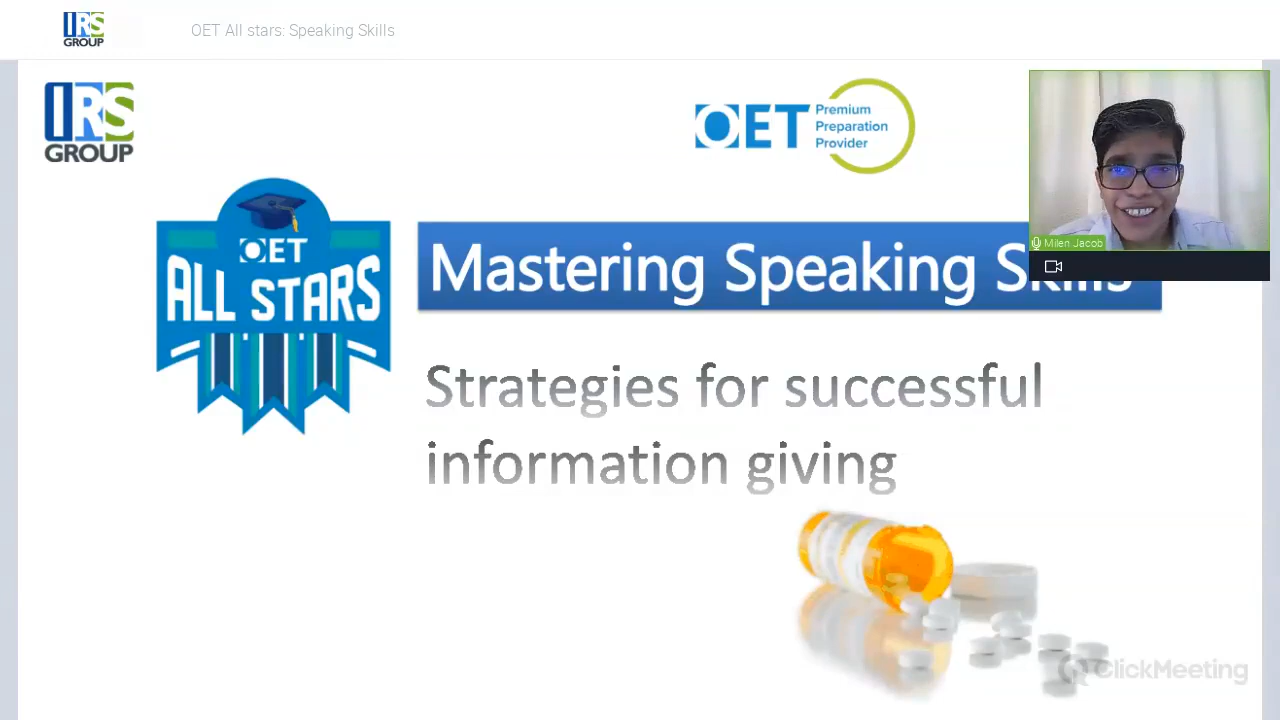 IRS
GROUP
OET All stars: Speaking Skills
IRS
GROUP
OET
Premium
Preparation
Provider
Milen Jacob
OET
ALL STARS
Mastering Speaking Skills
Strategies for successful
information giving
ClickMeeting